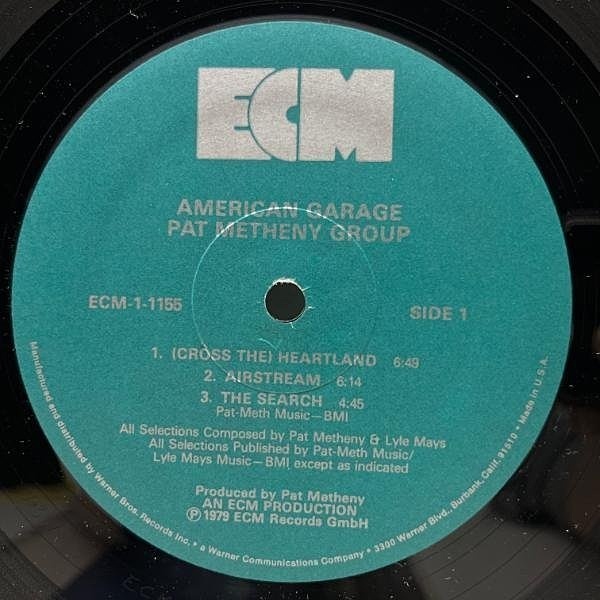 ECM
AMERICAN GARAGE
PAT METHENY GROUP
ECM-1-1155
SIDE 1
1. (CROSS THE) HEARTLAND 6:49
2. AIRSTREAM 6:14
3. THE SEARCH 4:45
Pat-Meth Music—BMI
All Selections Composed by Pat Metheny & Lyle Mays
All Selections Published by Pat-Meth Music/
Lyle Mays Music—BMI except as indicated
Produced by Pat Metheny
AN ECM PRODUCTION
℗ 1979 ECM Records GmbH
Manufactured and distributed by Warner Bros. Records Inc. • a Warner Communications Company • 3300 Warner Blvd., Burbank, Calif. 91510 • Made in U.S.A.